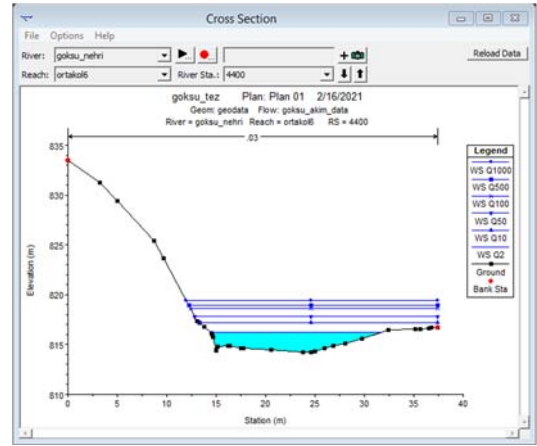 Cross Section
File Options Help
River: goksu_nehri
Reload Data
Reach: ortakol6 River Sta.: 4400
goksu_tez Plan: Plan 01 2/16/2021
Geom: geodata Flow: goksu_akim_data
River = goksu_nehri Reach = ortakol6 RS = 4400
.03
Legend
WS Q1000
WS Q500
WS Q100
WS Q50
WS Q10
WS Q2
Ground
Bank Sta
Elevation (m)
835
830
825
820
815
810
0 5 10 15 20 25 30 35 40
Station (m)